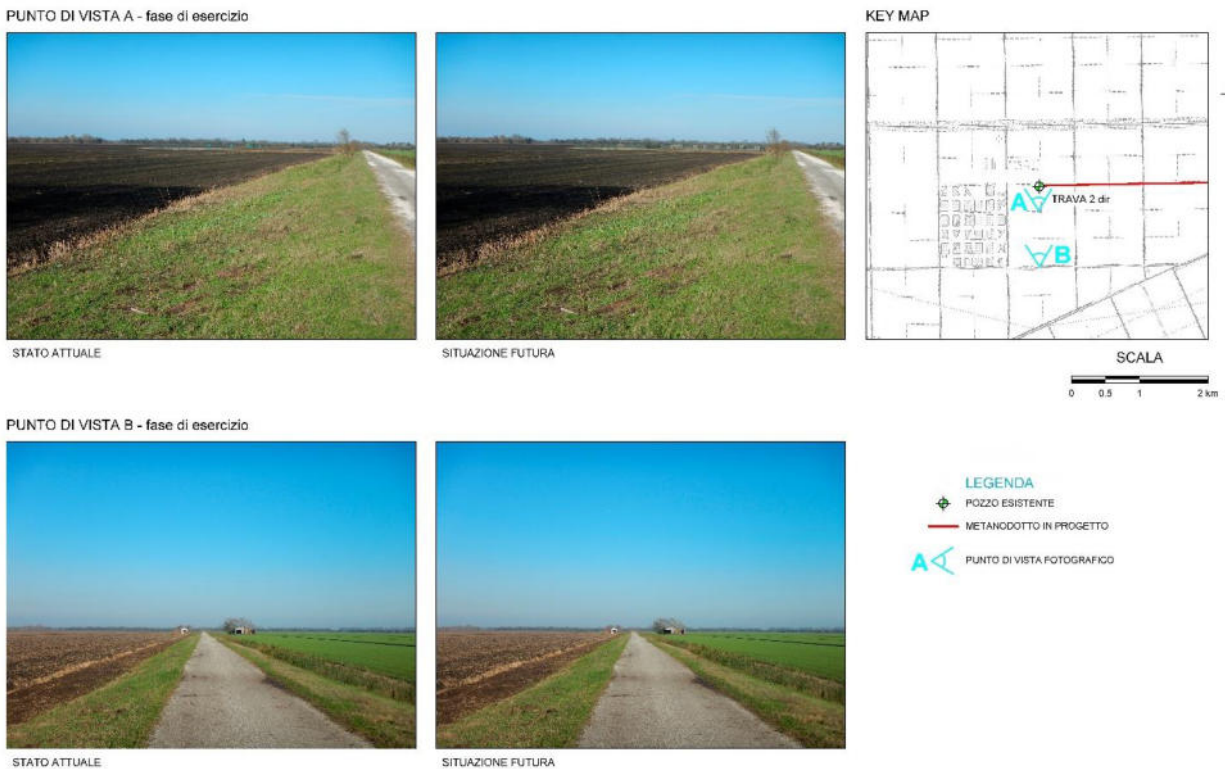 PUNTO DI VISTA A - fase di esercizio
KEY MAP
A
TRAVA 2 dir
B
STATO ATTUALE
SITUAZIONE FUTURA
SCALA
0 0.5 1 2 km
PUNTO DI VISTA B - fase di esercizio
LEGENDA
POZZO ESISTENTE
METANODOTTO IN PROGETTO
A PUNTO DI VISTA FOTOGRAFICO
STATO ATTUALE
SITUAZIONE FUTURA